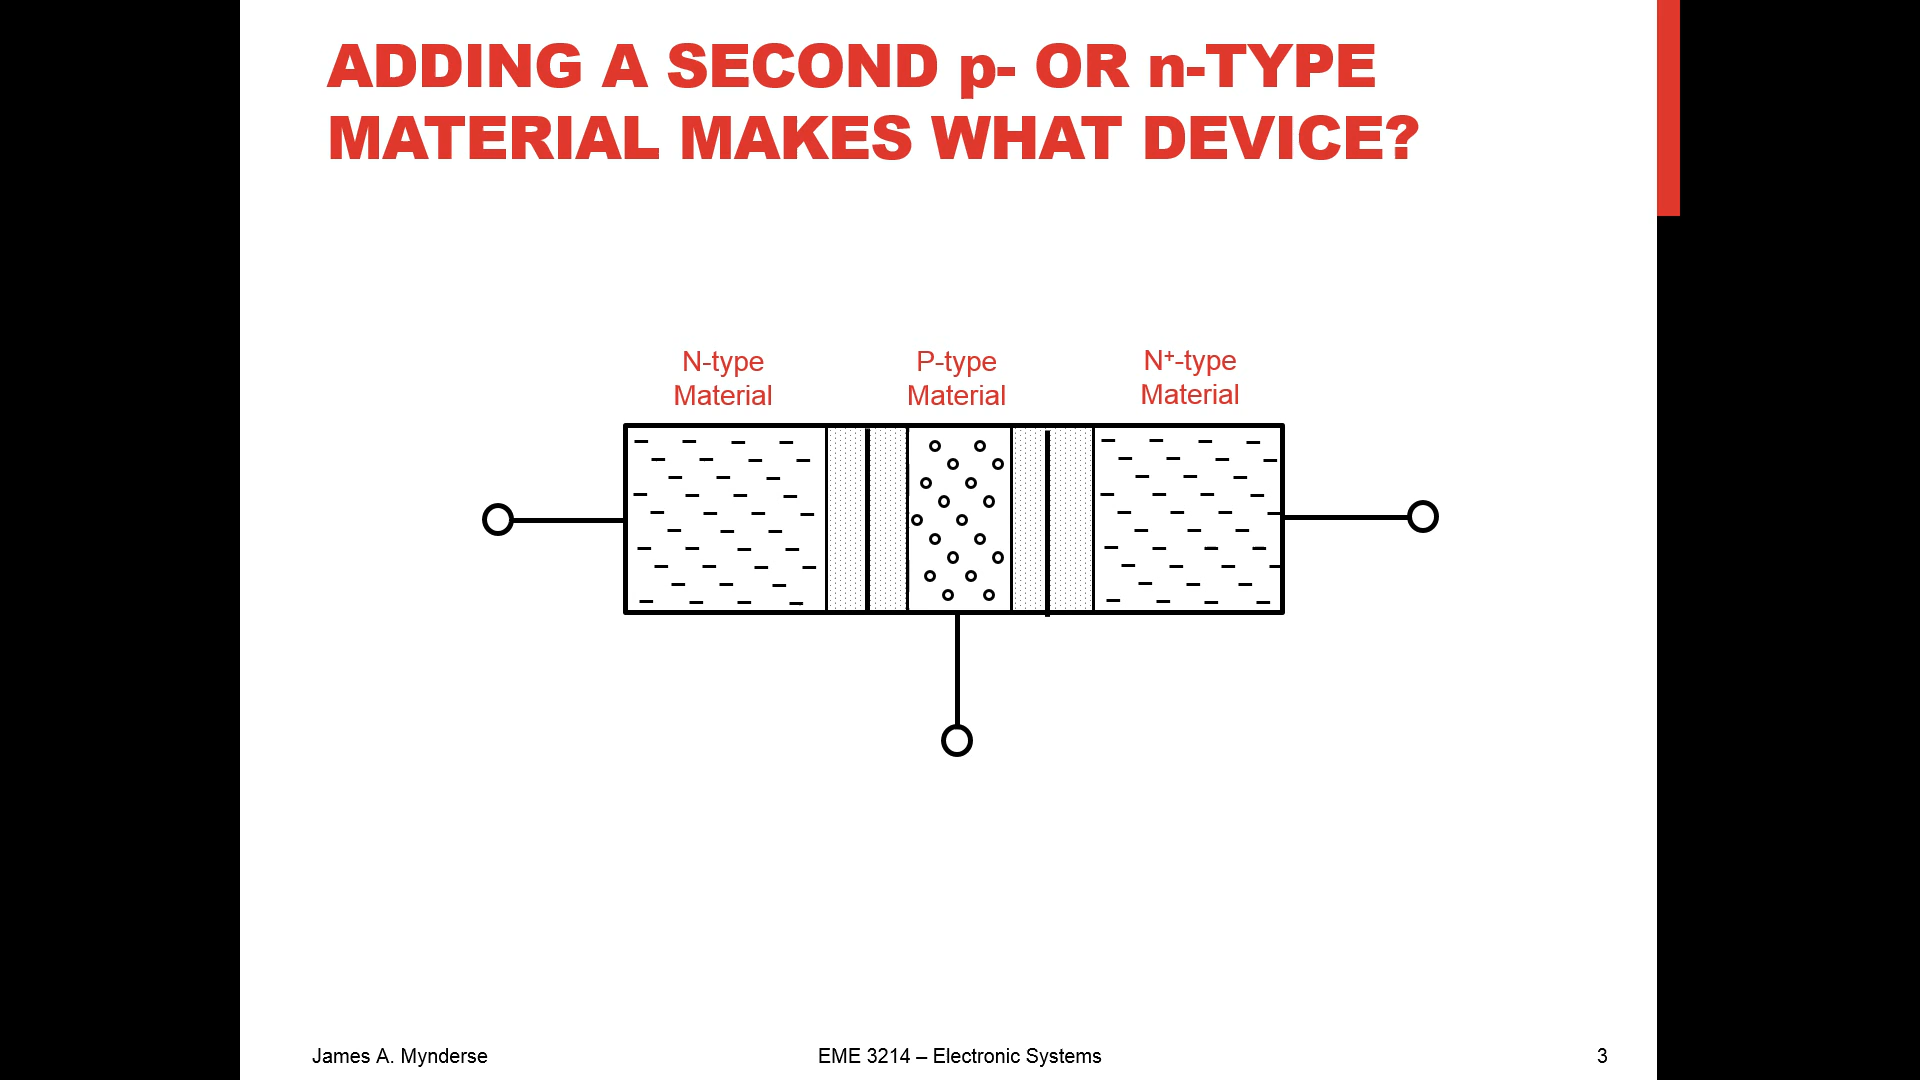 ADDING A SECOND p- OR n-TYPE
MATERIAL MAKES WHAT DEVICE?
N-type
Material
P-type
Material
N⁺-type
Material
James A. Mynderse
EME 3214 – Electronic Systems
3